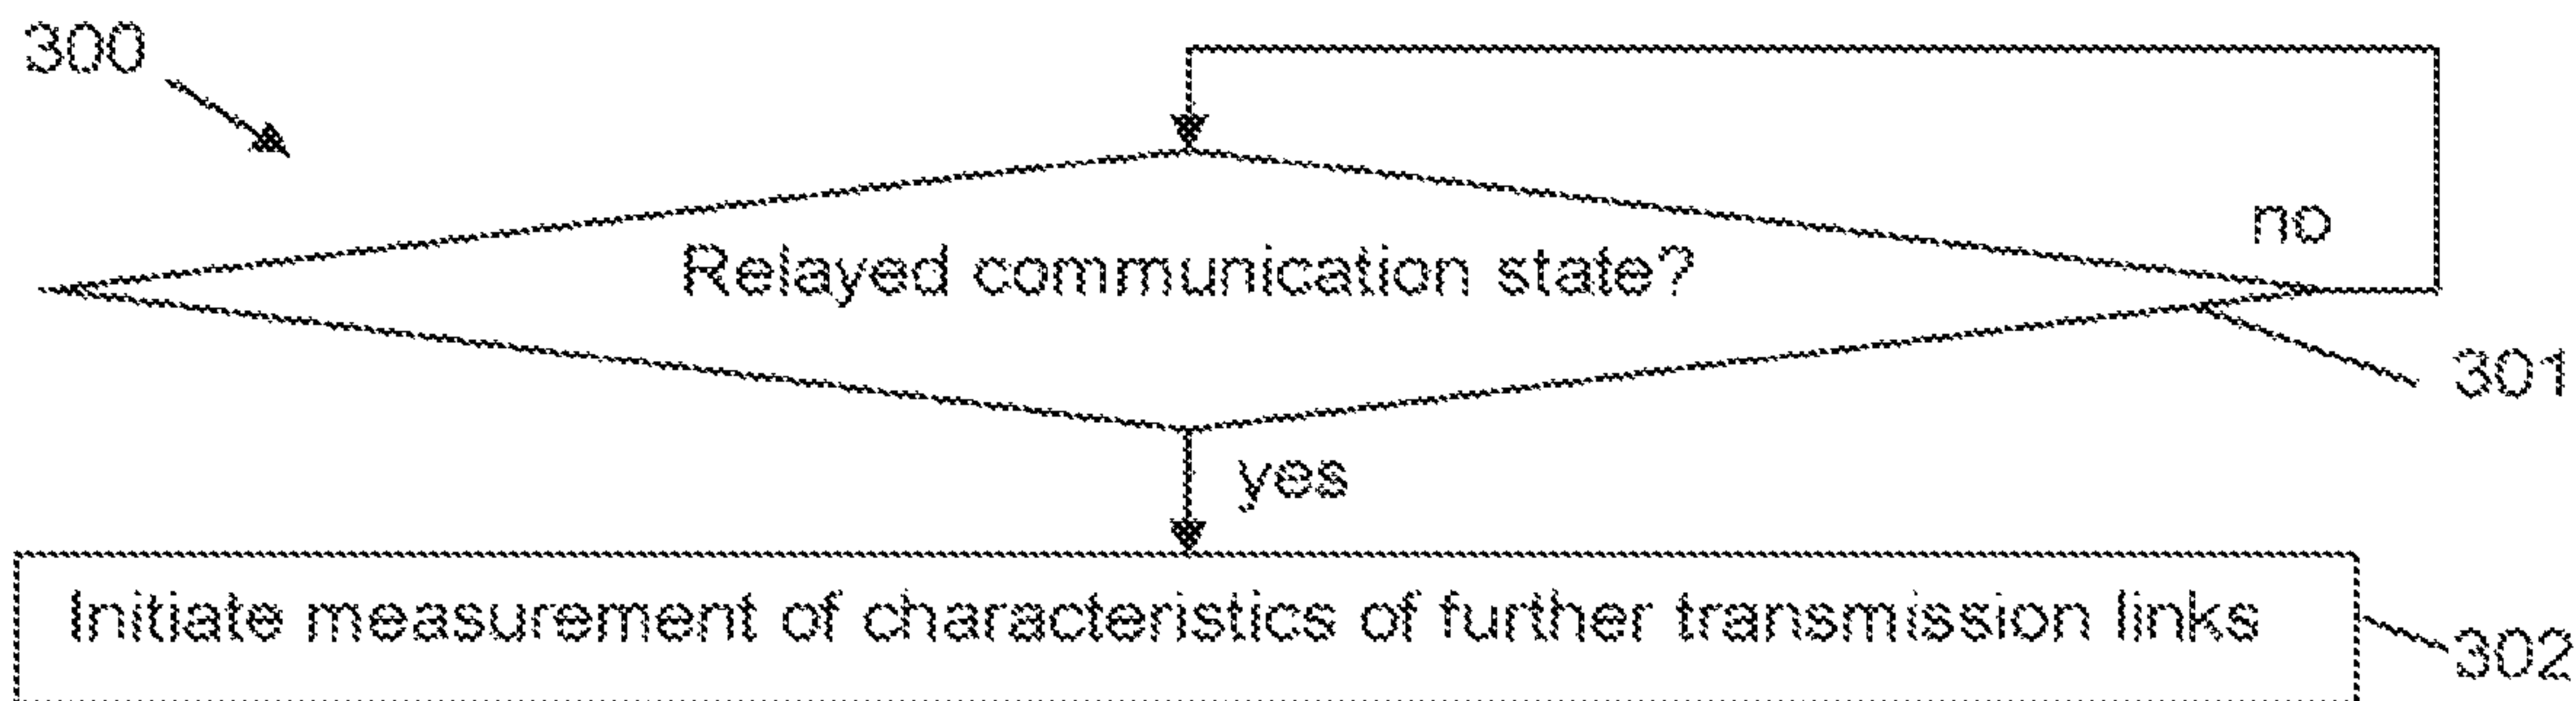 300
no
Relayed communication state?
301
yes
Initiate measurement of characteristics of further transmission links
302